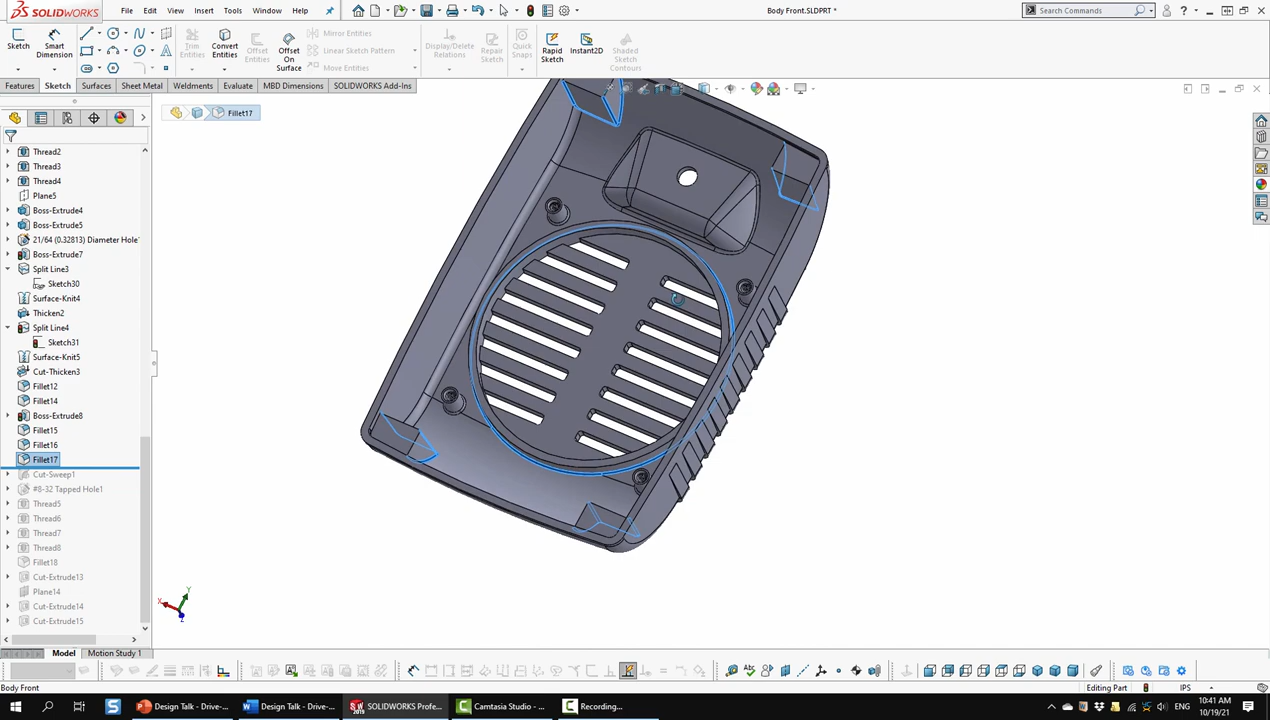 SOLIDWORKS
File
Edit
View
Insert
Tools
Window
Help
Body Front.SLDPRT *
Search Commands
Sketch
Smart Dimension
Trim Entities
Convert Entities
Offset Entities
Offset On Surface
Mirror Entities
Linear Sketch Pattern
Move Entities
Display/Delete Relations
Repair Sketch
Quick Snaps
Rapid Sketch
Instant2D
Shaded Sketch Contours
Features
Sketch
Surfaces
Sheet Metal
Weldments
Evaluate
MBD Dimensions
SOLIDWORKS Add-Ins
Fillet17
Thread2
Thread3
Thread4
Plane5
Boss-Extrude4
Boss-Extrude5
21/64 (0.32813) Diameter Hole
Boss-Extrude7
Split Line3
Sketch30
Surface-Knit4
Thicken2
Split Line4
Sketch31
Surface-Knit5
Cut-Thicken3
Fillet12
Fillet14
Boss-Extrude8
Fillet15
Fillet16
Fillet17
Cut-Sweep1
#8-32 Tapped Hole1
Thread5
Thread6
Thread7
Thread8
Fillet18
Cut-Extrude13
Plane14
Cut-Extrude14
Cut-Extrude15
Y
X
Z
Model
Motion Study 1
Body Front
Editing Part
IPS
Design Talk - Drive-...
Design Talk - Drive-...
SOLIDWORKS Profe...
Camtasia Studio - ...
Recording...
10:41 AM
10/19/21